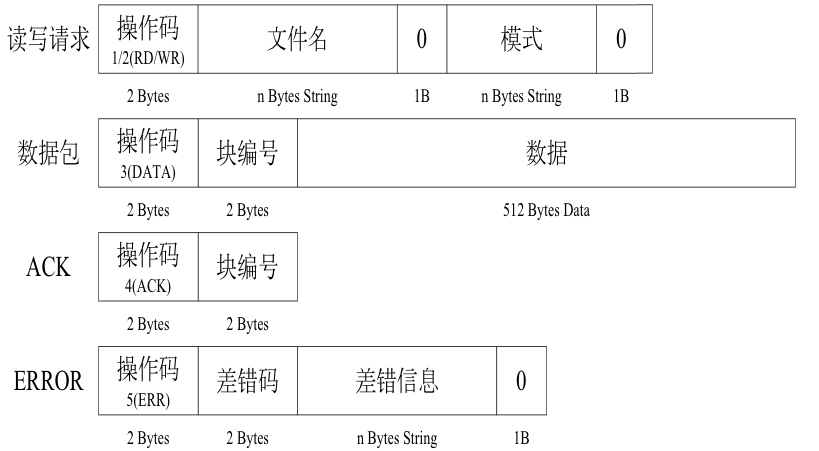 读写请求 操作码 文件名 0 模式 0
1/2(RD/WR)
2 Bytes n Bytes String 1B n Bytes String 1B
数据包 操作码 块编号 数据
3(DATA)
2 Bytes 2 Bytes 512 Bytes Data
ACK 操作码 块编号
4(ACK)
2 Bytes 2 Bytes
ERROR 操作码 差错码 差错信息 0
5(ERR)
2 Bytes 2 Bytes n Bytes String 1B